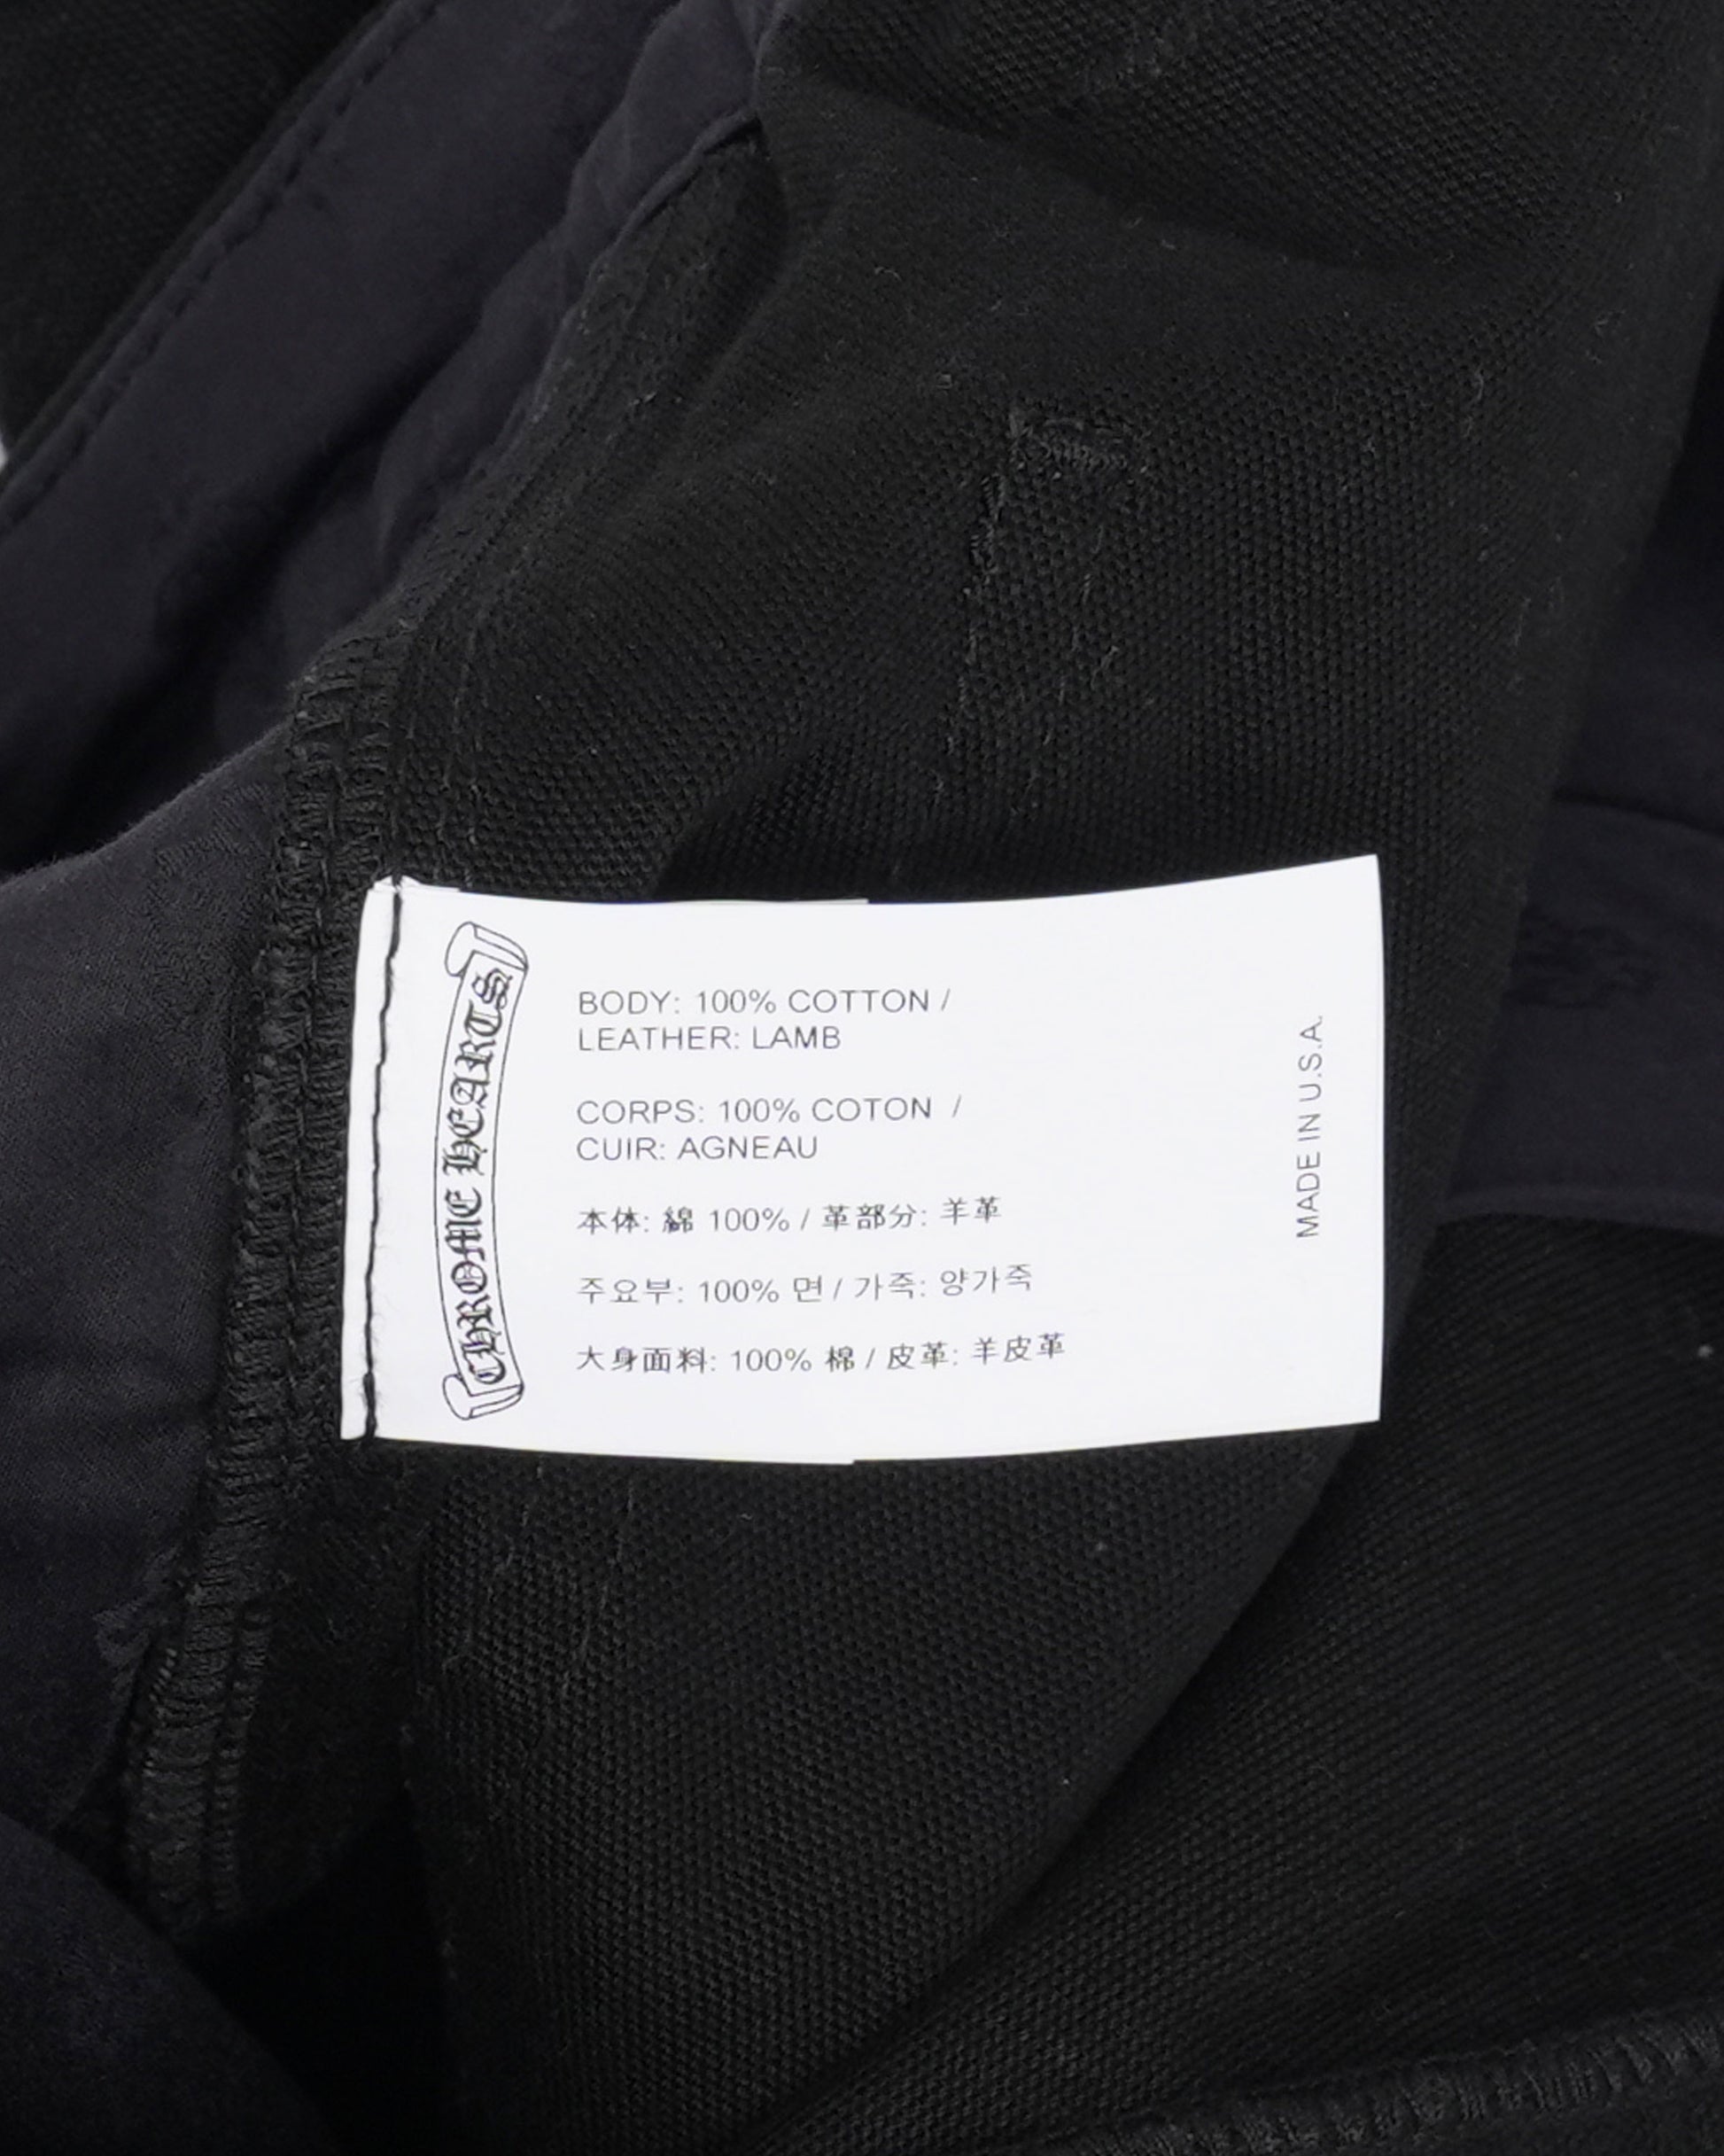 CHROME HEARTS
BODY: 100% COTTON /
LEATHER: LAMB
CORPS: 100% COTON /
CUIR: AGNEAU
本体: 綿 100% / 革部分: 羊革
주요부: 100% 면 / 가죽: 양가죽
大身面料: 100% 棉 / 皮革: 羊皮革
MADE IN U.S.A.